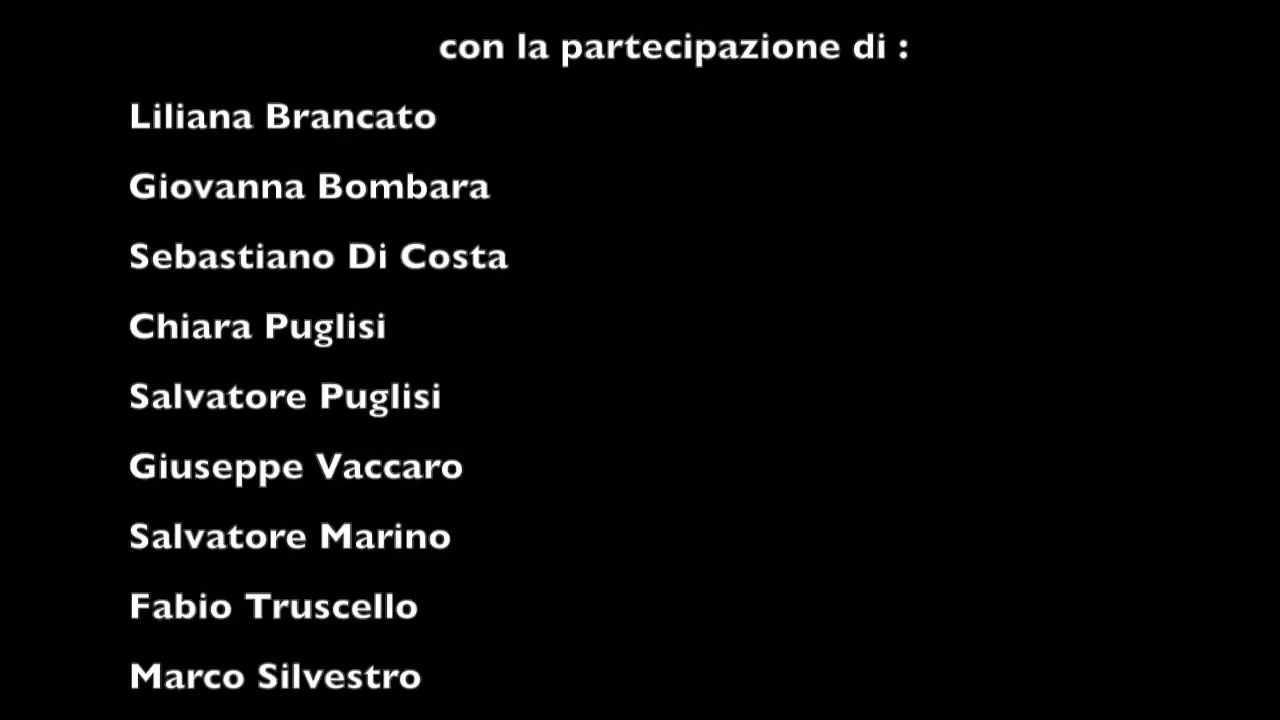 con la partecipazione di :
Liliana Brancato
Giovanna Bombara
Sebastiano Di Costa
Chiara Puglisi
Salvatore Puglisi
Giuseppe Vaccaro
Salvatore Marino
Fabio Truscello
Marco Silvestro